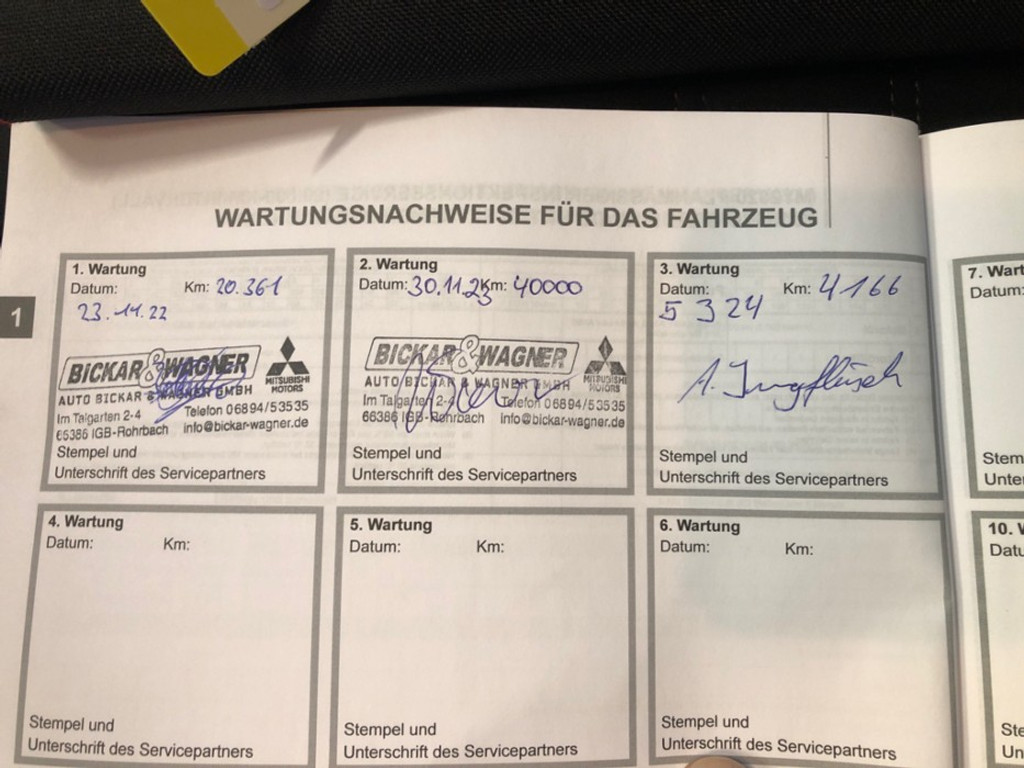 WARTUNGSNACHWEISE FÜR DAS FAHRZEUG
1
1. Wartung
Datum: Km: 20.361
23.11.22
BICKAR & WAGNER
MITSUBISHI
MOTORS
AUTO BICKAR & WAGNER GMBH
Im Talgarten 2-4 Telefon 06894/53535
66386 IGB-Rohrbach info@bickar-wagner.de
Stempel und
Unterschrift des Servicepartners
2. Wartung
Datum: 30.11.23 Km: 40000
BICKAR & WAGNER
MITSUBISHI
MOTORS
AUTO BICKAR & WAGNER GMBH
Im Talgarten 2-4 Telefon 06894/53535
66386 IGB-Rohrbach info@bickar-wagner.de
Stempel und
Unterschrift des Servicepartners
3. Wartung
Datum: Km: 4166
5 3 24
Stempel und
Unterschrift des Servicepartners
4. Wartung
Datum: Km:
Stempel und
Unterschrift des Servicepartners
5. Wartung
Datum: Km:
Stempel und
Unterschrift des Servicepartners
6. Wartung
Datum: Km:
Stempel und
Unterschrift des Servicepartners
7. Wart
Datum:
Stem
Unter
10. W
Datu
Sten
Un